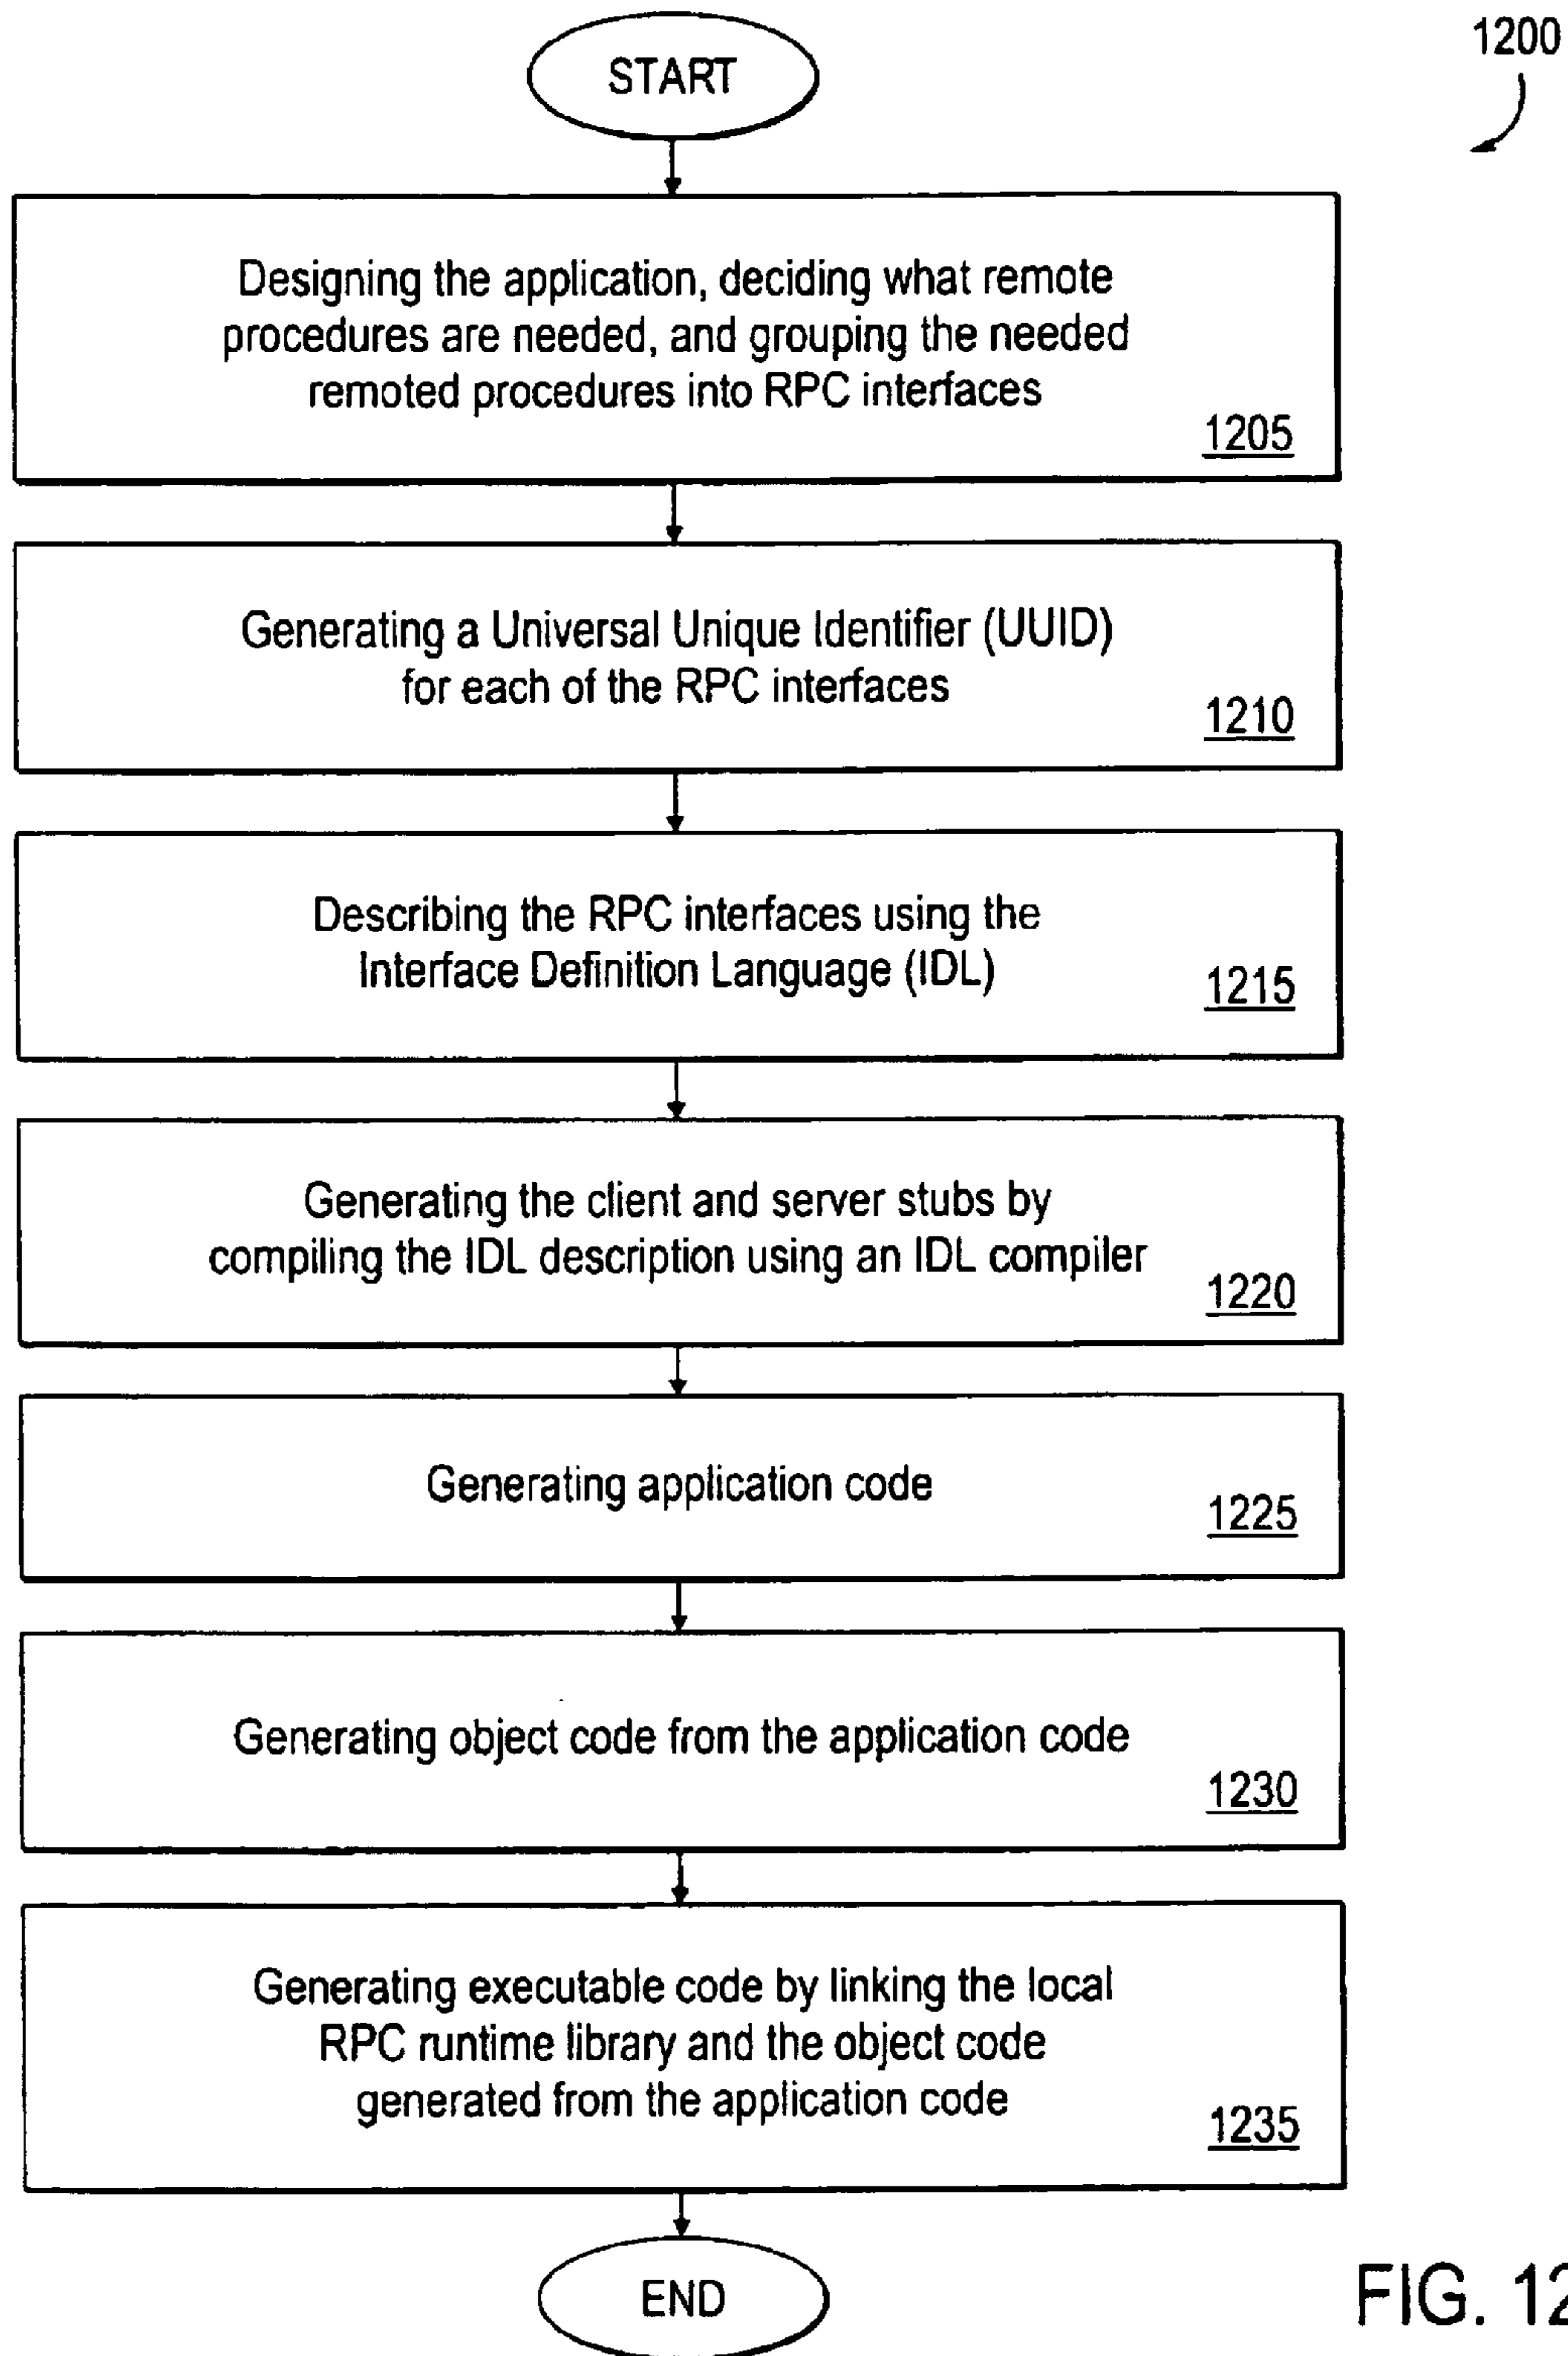 1200
START
Designing the application, deciding what remote
procedures are needed, and grouping the needed
remoted procedures into RPC interfaces
1205
Generating a Universal Unique Identifier (UUID)
for each of the RPC interfaces
1210
Describing the RPC interfaces using the
Interface Definition Language (IDL)
1215
Generating the client and server stubs by
compiling the IDL description using an IDL compiler
1220
Generating application code
1225
Generating object code from the application code
1230
Generating executable code by linking the local
RPC runtime library and the object code
generated from the application code
1235
END
FIG. 12